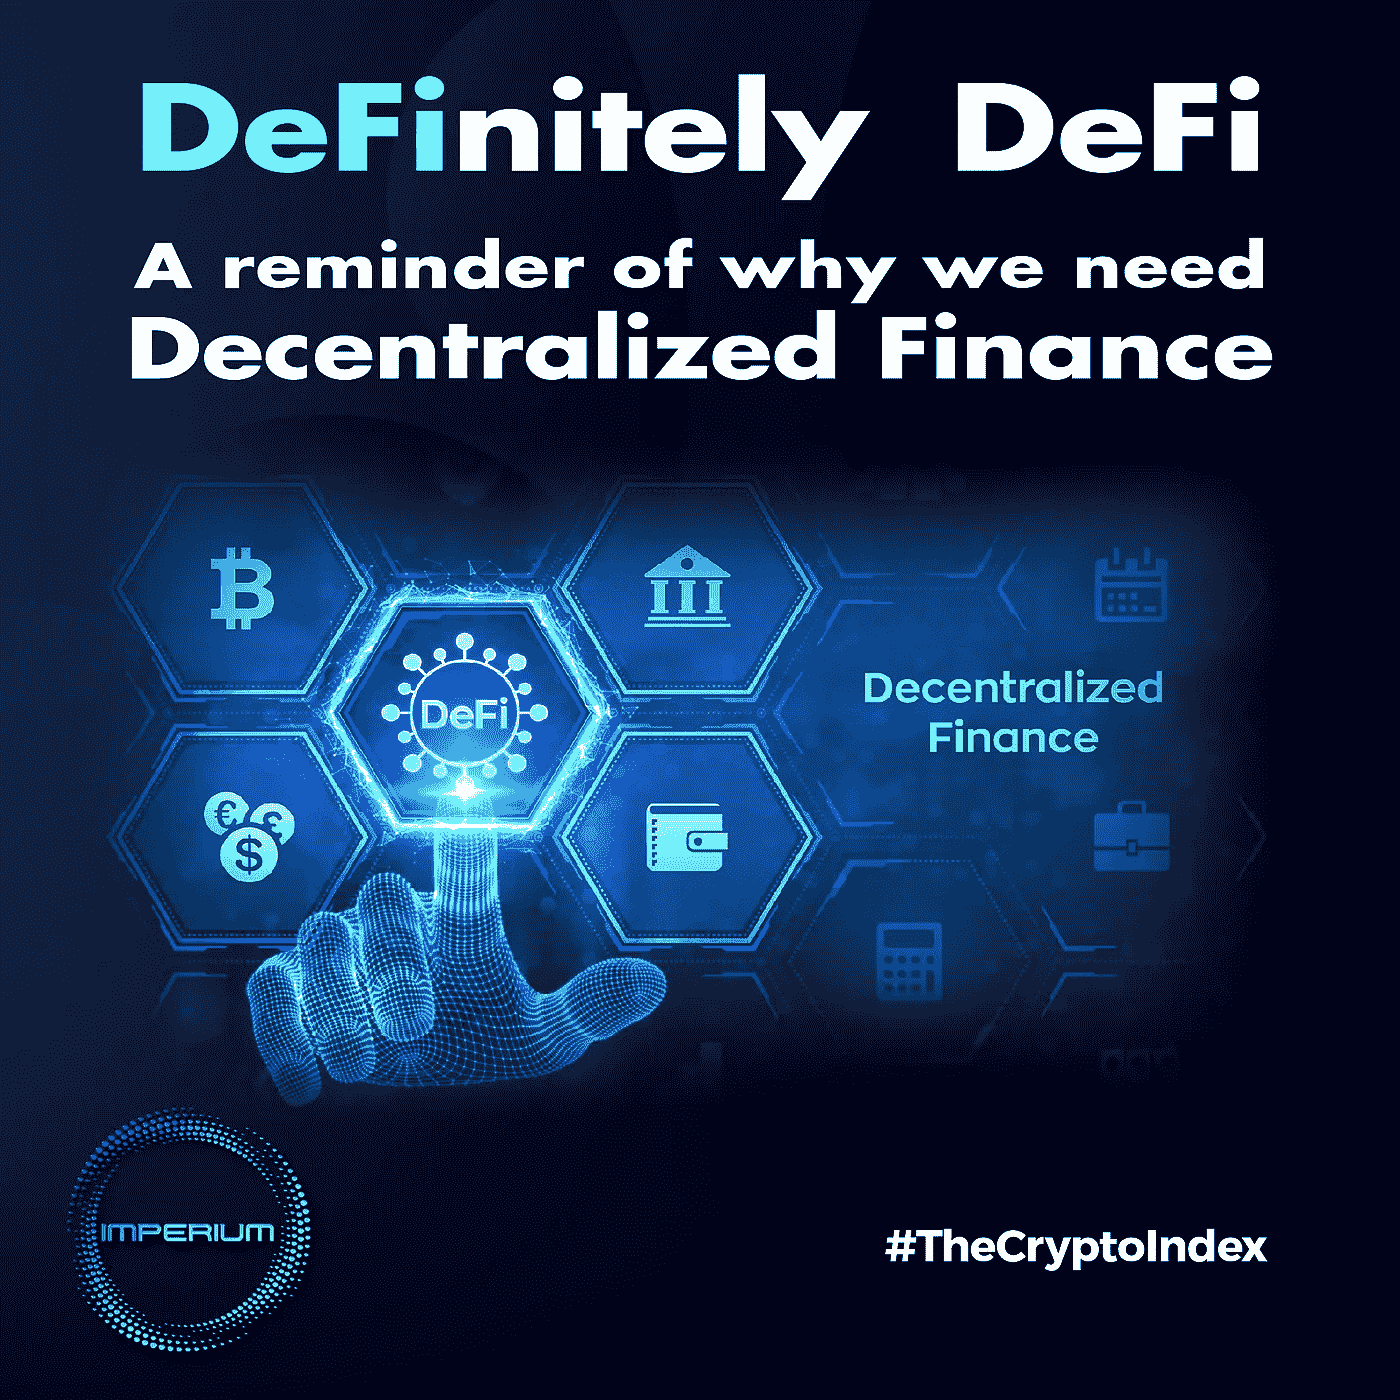 DeFinitely DeFi
A reminder of why we need
Decentralized Finance
DeFi
Decentralized
Finance
IMPERIUM
#TheCryptoIndex